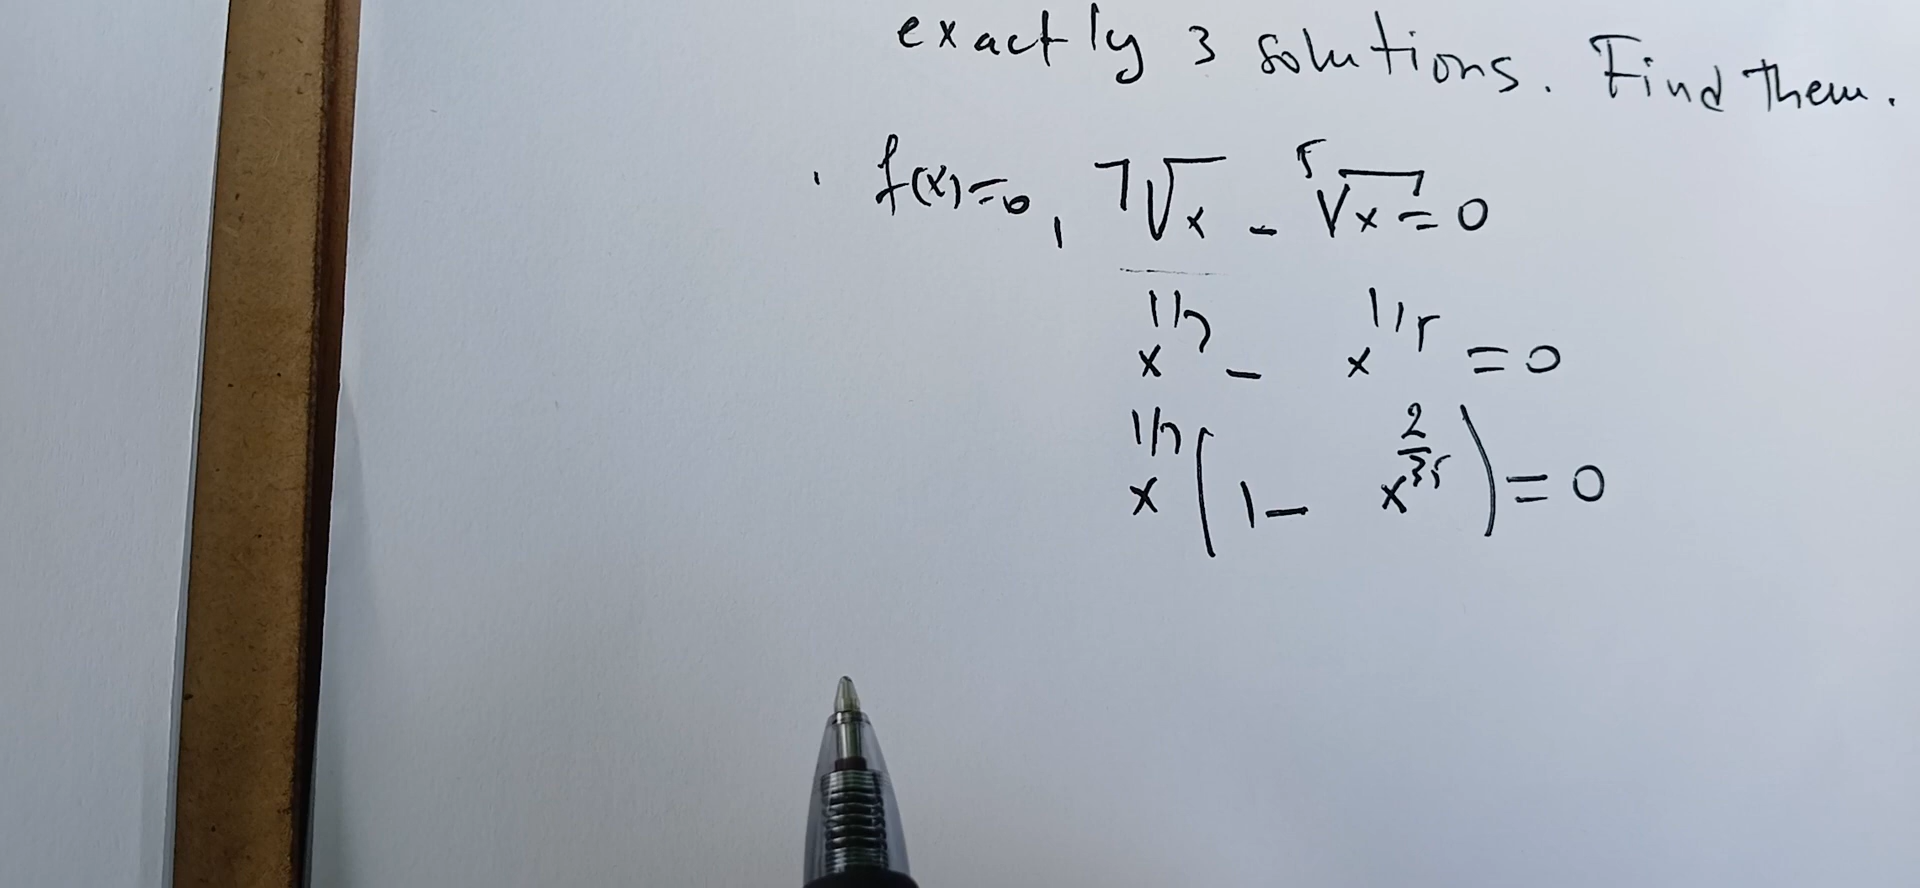 exactly 3 solutions. Find them.
f(x)=0, ⁷√x - ⁵√x = 0
x^1/7 - x^1/5 = 0
x^1/7 (1 - x^2/35) = 0